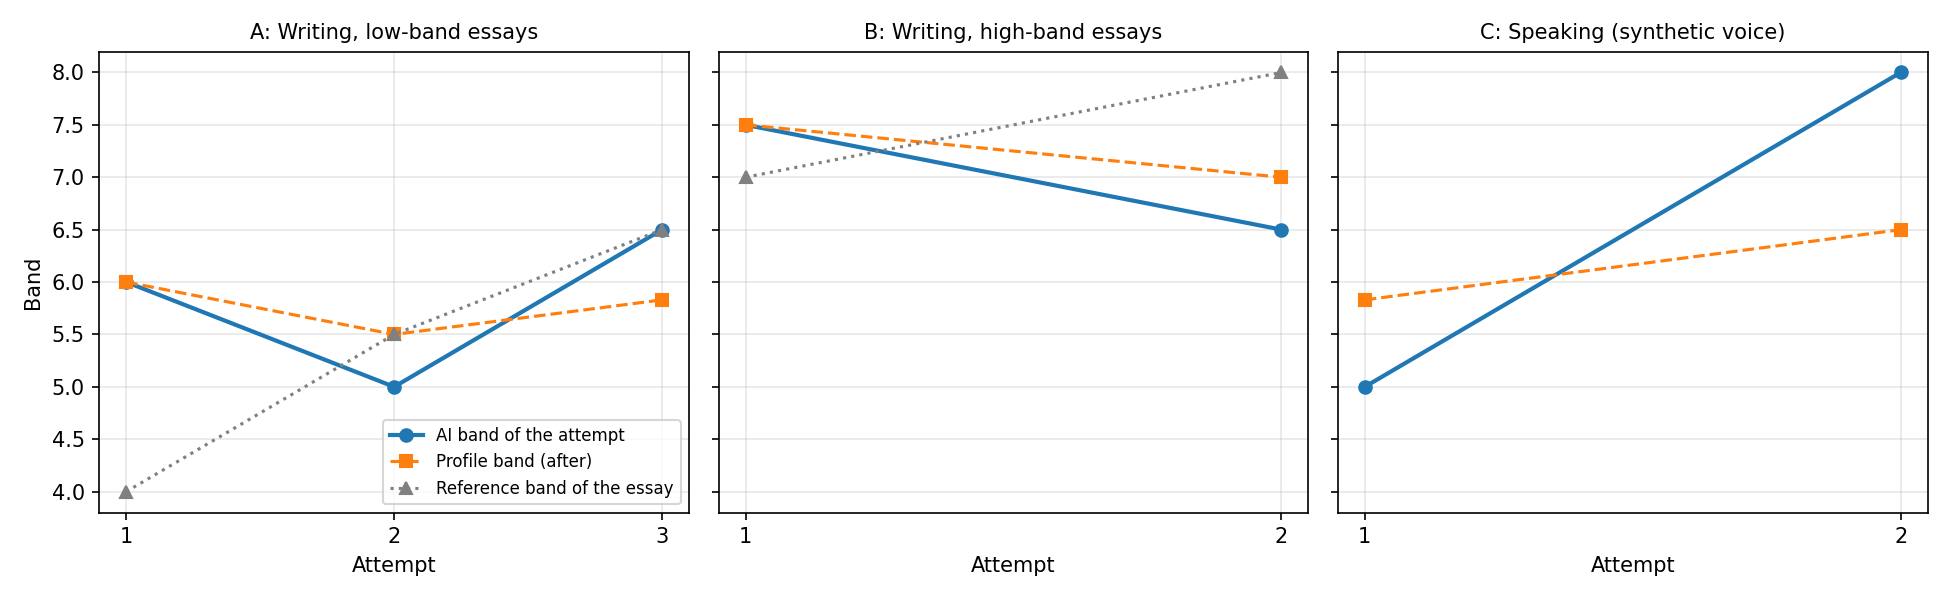 A: Writing, low-band essays
B: Writing, high-band essays
C: Speaking (synthetic voice)
Band
8.0
7.5
7.0
6.5
6.0
5.5
5.0
4.5
4.0
AI band of the attempt
Profile band (after)
Reference band of the essay
1 2 3
1 2
1 2
Attempt
Attempt
Attempt